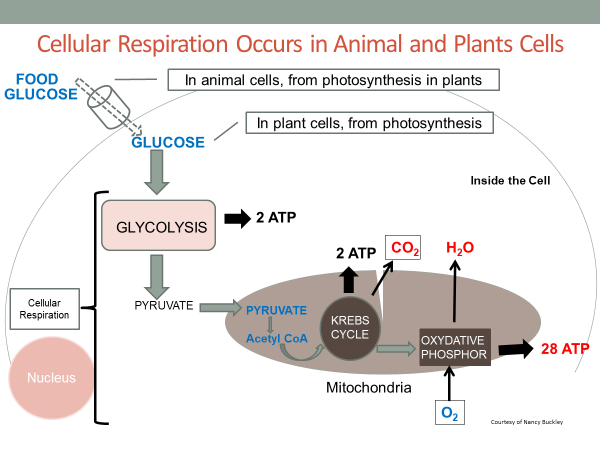 Cellular Respiration Occurs in Animal and Plants Cells
FOOD
GLUCOSE
In animal cells, from photosynthesis in plants
GLUCOSE
In plant cells, from photosynthesis
Inside the Cell
GLYCOLYSIS
2 ATP
2 ATP
CO₂
H₂O
Cellular
Respiration
PYRUVATE
PYRUVATE
Acetyl CoA
KREBS
CYCLE
OXYDATIVE
PHOSPHOR
28 ATP
Nucleus
Mitochondria
O₂
Courtesy of Nancy Buckley